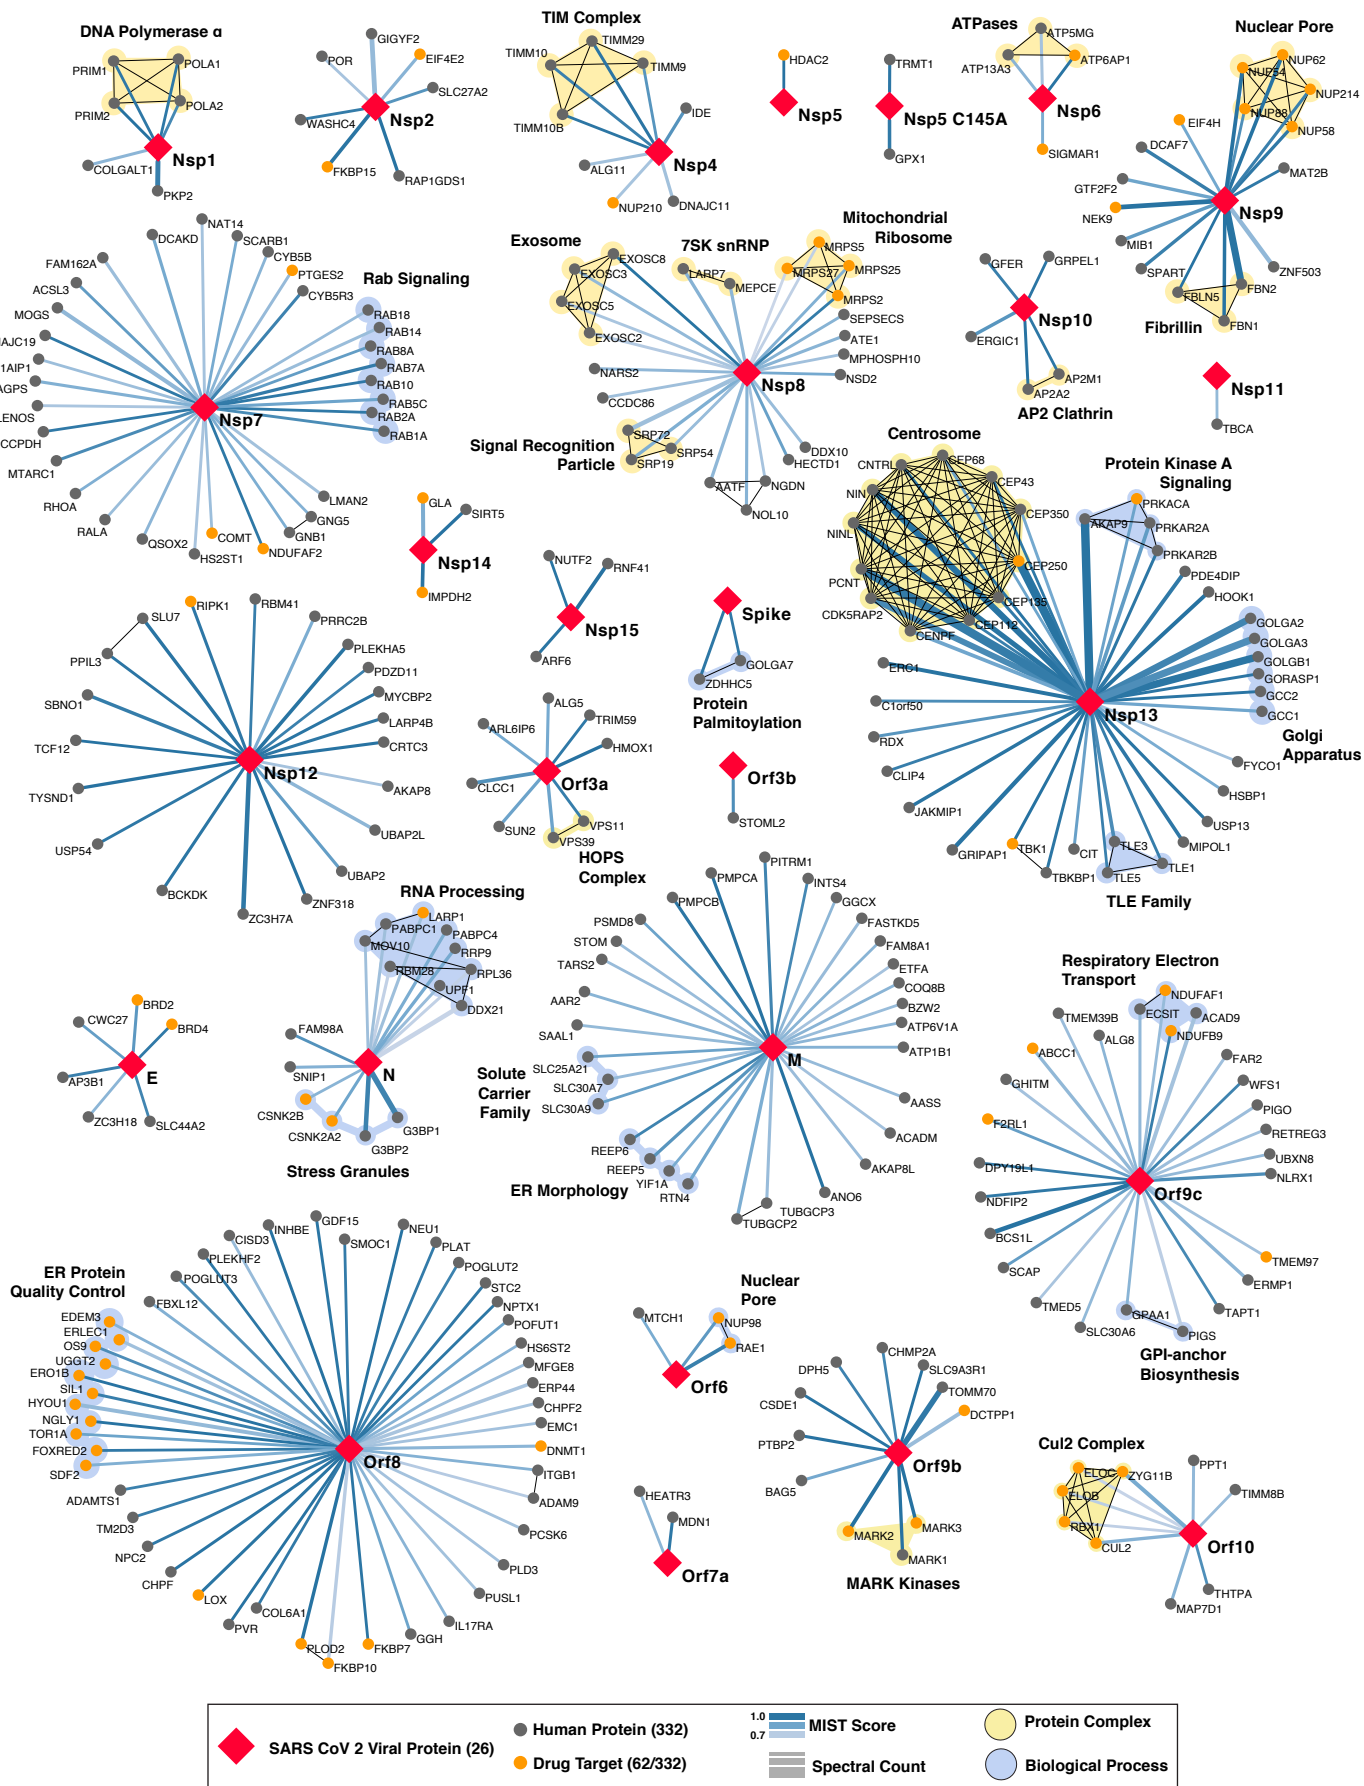 DNA Polymerase α
PRIM1
POLA1
PRIM2
POLA2
Nsp1
COLGALT1
PKP2
GIGYF2
POR
EIF4E2
SLC27A2
WASHC4
Nsp2
FKBP15
RAP1GDS1
TIM Complex
TIMM29
TIMM10
TIMM9
TIMM10B
IDE
Nsp4
ALG11
NUP210
DNAJC11
HDAC2
Nsp5
TRMT1
Nsp5 C145A
GPX1
ATPases
ATP5MG
ATP13A3
ATP6AP1
Nsp6
SIGMAR1
Nuclear Pore
NUP62
NUP54
NUP214
NUP88
NUP58
EIF4H
DCAF7
MAT2B
GTF2F2
NEK9
Nsp9
MIB1
SPART
ZNF503
FBN2
FBLN5
FBN1
Fibrillin
NAT14
DCAKD
SCARB1
CYB5B
FAM162A
PTGES2
ACSL3
CYB5R3
MOGS
Rab Signaling
RAB18
RAB14
AJC19
RAB8A
1AIP1
RAB7A
AGPS
RAB10
RAB5C
LENOS
RAB2A
Nsp7
CCPDH
RAB1A
MTARC1
RHOA
LMAN2
RALA
GNG5
GNB1
QSOX2
COMT
HS2ST1
NDUFAF2
Exosome
EXOSC8
EXOSC3
EXOSC5
EXOSC2
7SK snRNP
LARP7
MEPCE
Mitochondrial
Ribosome
MRPS5
MRPS27
MRPS25
MRPS2
SEPSECS
ATE1
MPHOSPH10
NSD2
NARS2
Nsp8
CCDC86
Signal Recognition
Particle
SRP72
SRP54
SRP19
DDX10
HECTD1
AATF
NGDN
NOL10
GFER
GRPEL1
Nsp10
ERGIC1
AP2M1
AP2A2
AP2 Clathrin
Nsp11
TBCA
GLA
SIRT5
Nsp14
IMPDH2
NUTF2
RNF41
Nsp15
ARF6
Spike
GOLGA7
ZDHHC5
Protein
Palmitoylation
Centrosome
CEP68
CNTRL
CEP43
NIN
CEP350
NINL
CEP250
PCNT
CEP135
CDK5RAP2
CEP112
CENPF
Protein Kinase A
Signaling
PRKACA
AKAP9
PRKAR2A
PRKAR2B
PDE4DIP
HOOK1
GOLGA2
GOLGA3
GOLGB1
GORASP1
GCC2
GCC1
Golgi
Apparatus
ERC1
C1orf50
Nsp13
RDX
CLIP4
FYCO1
HSBP1
JAKMIP1
USP13
MIPOL1
GRIPAP1
TBK1
CIT
TLE3
TBKBP1
TLE5
TLE1
TLE Family
SLU7
RIPK1
RBM41
PRRC2B
PPIL3
PLEKHA5
PDZD11
SBNO1
MYCBP2
LARP4B
TCF12
CRTC3
Nsp12
TYSND1
AKAP8
USP54
UBAP2L
UBAP2
BCKDK
ZNF318
ZC3H7A
ALG5
ARL6IP6
TRIM59
HMOX1
Orf3a
CLCC1
SUN2
VPS11
VPS39
HOPS
Complex
Orf3b
STOML2
RNA Processing
LARP1
PABPC1
PABPC4
MOV10
RRP9
RBM28
RPL36
UPF1
DDX21
FAM98A
SNIP1
N
CSNK2B
G3BP1
CSNK2A2
G3BP2
Stress Granules
BRD2
CWC27
BRD4
E
AP3B1
ZC3H18
SLC44A2
PITRM1
PMPCA
INTS4
PMPCB
GGCX
PSMD8
FASTKD5
STOM
FAM8A1
TARS2
ETFA
COQ8B
AAR2
BZW2
ATP6V1A
SAAL1
ATP1B1
M
SLC25A21
Solute
Carrier
Family
SLC30A7
SLC30A9
AASS
ACADM
REEP6
AKAP8L
REEP5
YIF1A
RTN4
ER Morphology
ANO6
TUBGCP3
TUBGCP2
Respiratory Electron
Transport
NDUFAF1
ECSIT
ACAD9
TMEM39B
NDUFB9
ALG8
ABCC1
FAR2
GHITM
WFS1
PIGO
F2RL1
RETREG3
UBXN8
DPY19L1
NLRX1
Orf9c
NDFIP2
BCS1L
TMEM97
SCAP
ERMP1
TMED5
TAPT1
GPAA1
SLC30A6
PIGS
GPI-anchor
Biosynthesis
GDF15
INHBE
NEU1
CISD3
SMOC1
PLAT
PLEKHF2
POGLUT2
POGLUT3
STC2
FBXL12
NPTX1
POFUT1
ER Protein
Quality Control
EDEM3
ERLEC1
OS9
UGGT2
ERO1B
SIL1
HYOU1
NGLY1
TOR1A
FOXRED2
SDF2
HS6ST2
MFGE8
ERP44
CHPF2
EMC1
DNMT1
Orf8
ITGB1
ADAMTS1
ADAM9
TM2D3
PCSK6
NPC2
CHPF
PLD3
LOX
PUSL1
COL6A1
IL17RA
PVR
GGH
PLOD2
FKBP7
FKBP10
Nuclear
Pore
MTCH1
NUP98
RAE1
Orf6
HEATR3
MDN1
Orf7a
CHMP2A
DPH5
SLC9A3R1
TOMM70
CSDE1
DCTPP1
PTBP2
Orf9b
BAG5
MARK2
MARK3
MARK1
MARK Kinases
Cul2 Complex
ELOC
ZYG11B
ELOB
RBX1
CUL2
PPT1
TIMM8B
Orf10
THTPA
MAP7D1
SARS CoV 2 Viral Protein (26)
Human Protein (332)
Drug Target (62/332)
1.0
0.7
MIST Score
Spectral Count
Protein Complex
Biological Process